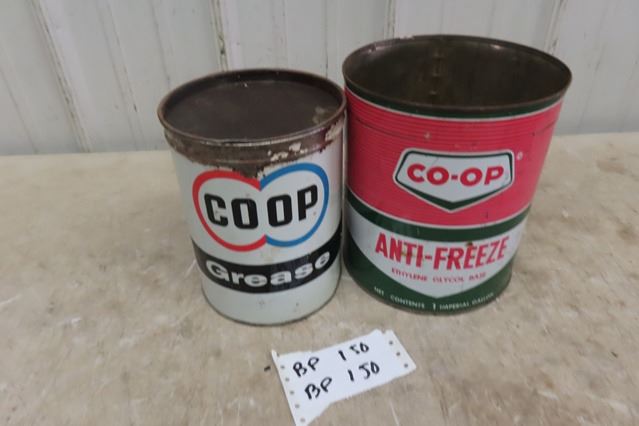 COOP
Grease
CO-OP®
ANTI-FREEZE
ETHYLENE GLYCOL BASE
NET CONTENTS 1 IMPERIAL GALLON
BP 150
BP 150